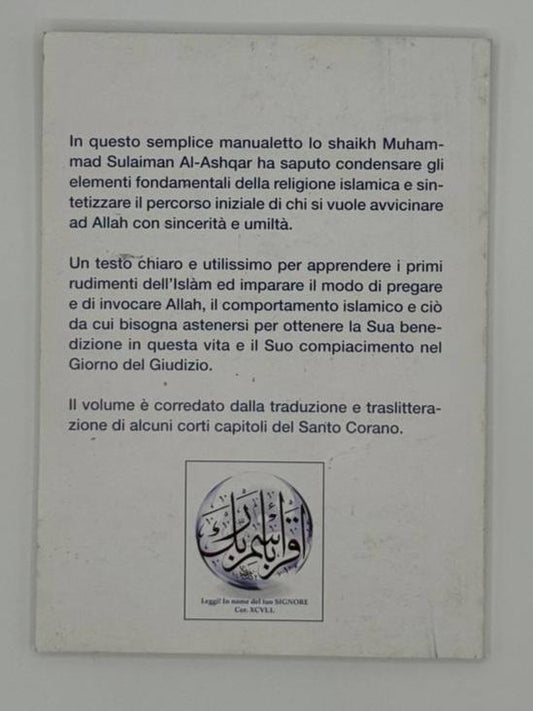 In questo semplice manualetto lo shaikh Muham-
mad Sulaiman Al-Ashqar ha saputo condensare gli
elementi fondamentali della religione islamica e sin-
tetizzare il percorso iniziale di chi si vuole avvicinare
ad Allah con sincerità e umiltà.
Un testo chiaro e utilissimo per apprendere i primi
rudimenti dell'Islàm ed imparare il modo di pregare
e di invocare Allah, il comportamento islamico e ciò
da cui bisogna astenersi per ottenere la Sua bene-
dizione in questa vita e il Suo compiacimento nel
Giorno del Giudizio.
Il volume è corredato dalla traduzione e traslittera-
zione di alcuni corti capitoli del Santo Corano.
اقرأ باسم ربك
Leggi! In nome del tuo SIGNORE
Cor. XCVI.1.